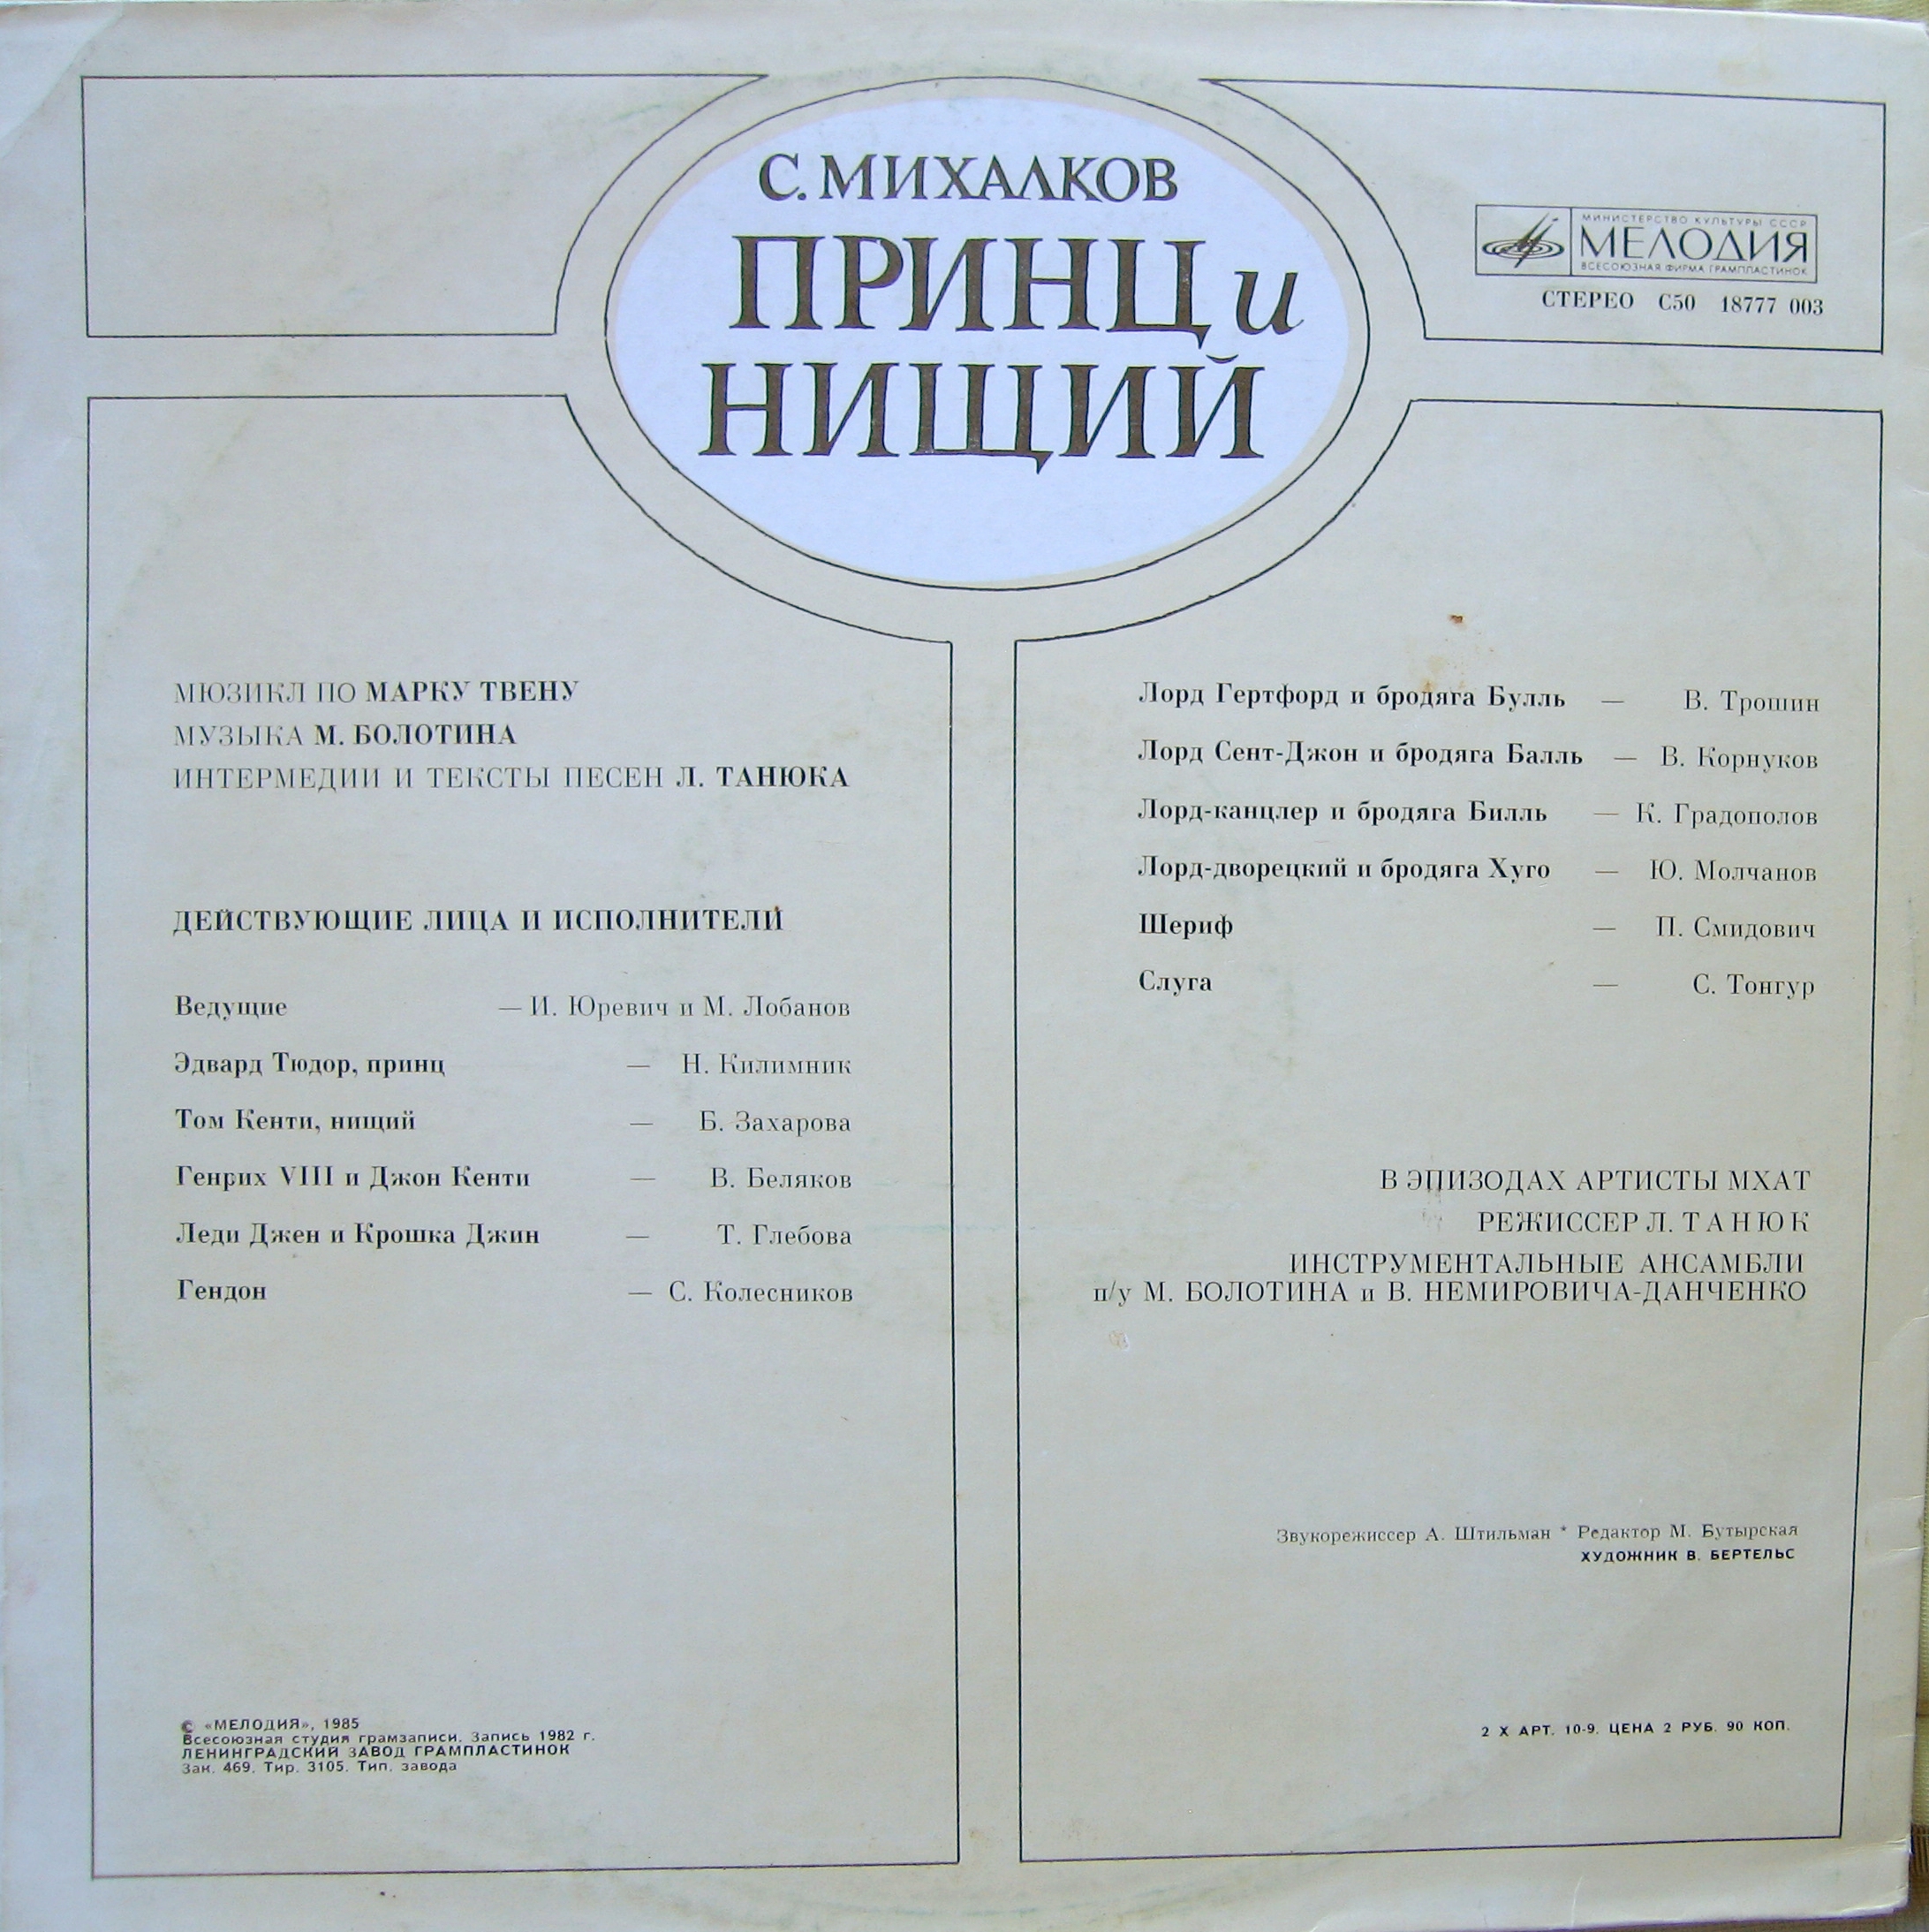 С. МИХАЛКОВ
ПРИНЦ и
НИЩИЙ
МИНИСТЕРСТВО КУЛЬТУРЫ СССР
МЕЛОДИЯ
ВСЕСОЮЗНАЯ ФИРМА ГРАМПЛАСТИНОК
СТЕРЕО С50 18777 003
МЮЗИКЛ ПО МАРКУ ТВЕНУ
МУЗЫКА М. БОЛОТИНА
ИНТЕРМЕДИИ И ТЕКСТЫ ПЕСЕН Л. ТАНЮКА
ДЕЙСТВУЮЩИЕ ЛИЦА И ИСПОЛНИТЕЛИ
Ведущие — И. Юревич и М. Лобанов
Эдвард Тюдор, принц — Н. Килимник
Том Кенти, нищий — Б. Захарова
Генрих VIII и Джон Кенти — В. Беляков
Леди Джен и Крошка Джин — Т. Глебова
Гендон — С. Колесников
Лорд Гертфорд и бродяга Булль — В. Трошин
Лорд Сент-Джон и бродяга Балль — В. Корнуков
Лорд-канцлер и бродяга Билль — К. Градополов
Лорд-дворецкий и бродяга Хуго — Ю. Молчанов
Шериф — П. Смидович
Слуга — С. Тонгур
В ЭПИЗОДАХ АРТИСТЫ МХАТ
РЕЖИССЕР Л. ТАНЮК
ИНСТРУМЕНТАЛЬНЫЕ АНСАМБЛИ
п/у М. БОЛОТИНА и В. НЕМИРОВИЧА-ДАНЧЕНКО
Звукорежиссер А. Штильман * Редактор М. Бутырская
ХУДОЖНИК В. БЕРТЕЛЬС
© «МЕЛОДИЯ», 1985
Всесоюзная студия грамзаписи. Запись 1982 г.
ЛЕНИНГРАДСКИЙ ЗАВОД ГРАМПЛАСТИНОК
Зак. 469. Тир. 3105. Тип. завода
2 Х АРТ. 10-9. ЦЕНА 2 РУБ. 90 КОП.